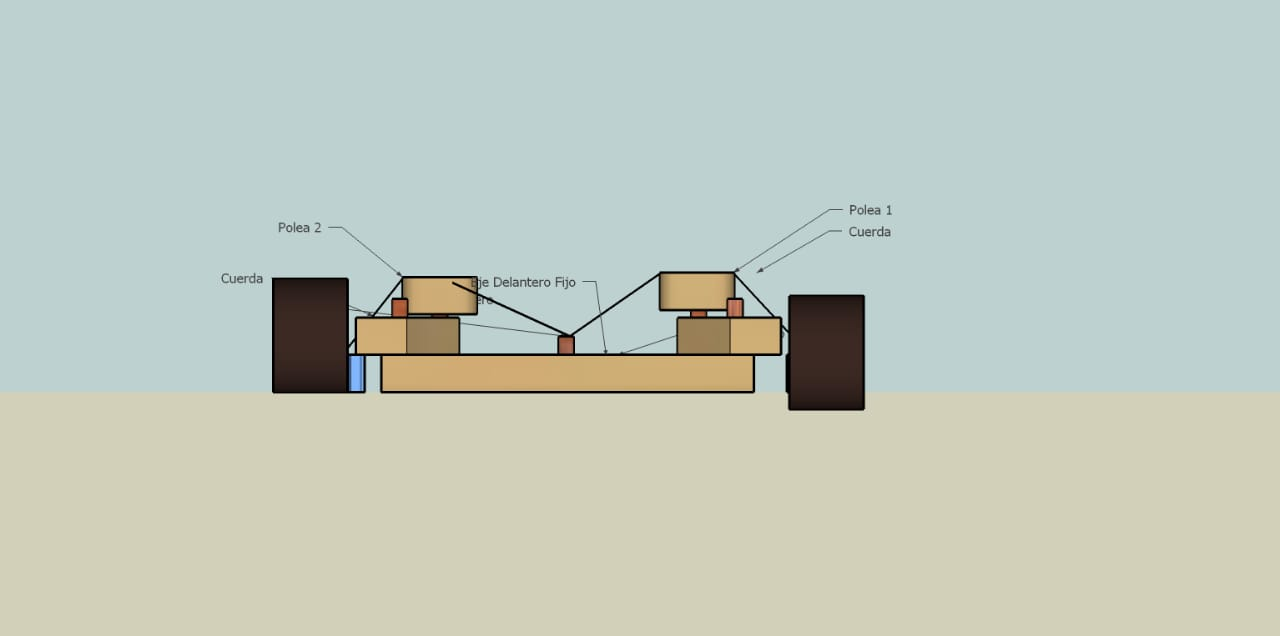 Polea 1
Polea 2
Cuerda
Cuerda
Eje Delantero Fijo